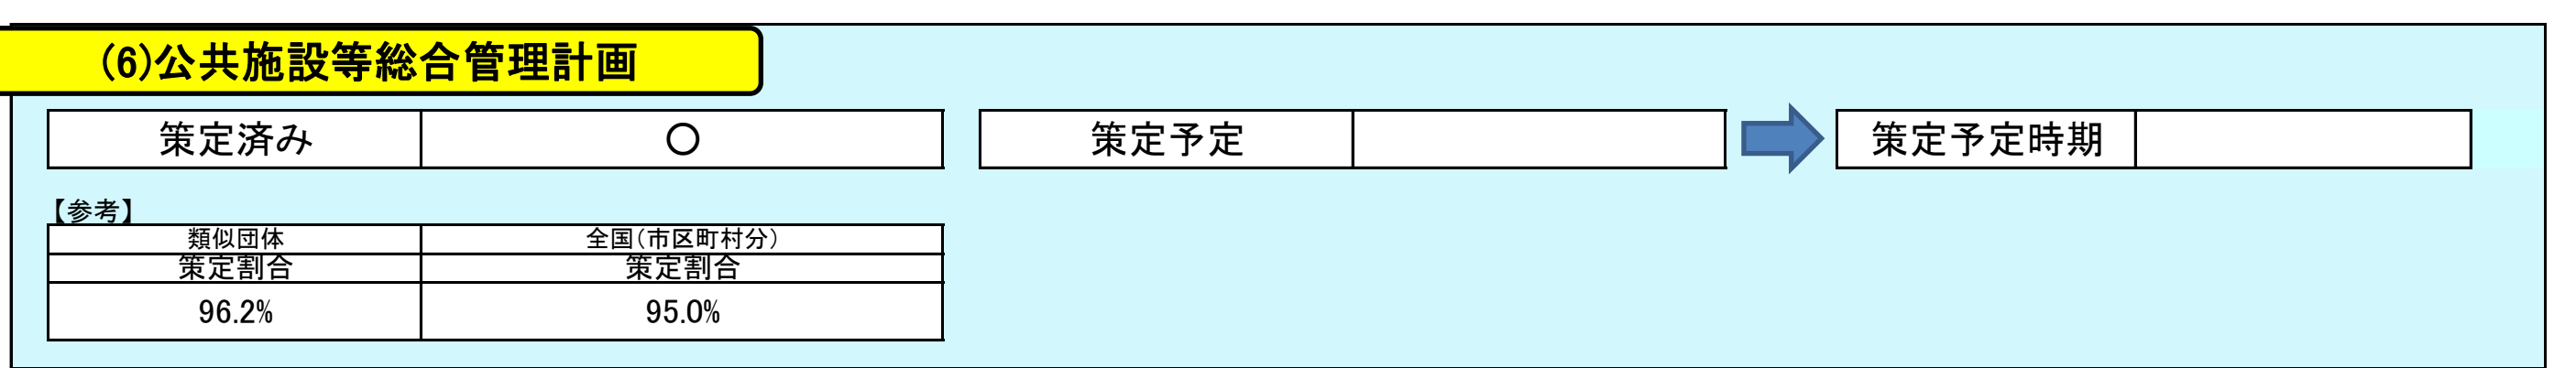 (6)公共施設等総合管理計画
策定済み ○ 策定予定 策定予定時期
【参考】
類似団体 全国(市区町村分)
策定割合 策定割合
96.2% 95.0%